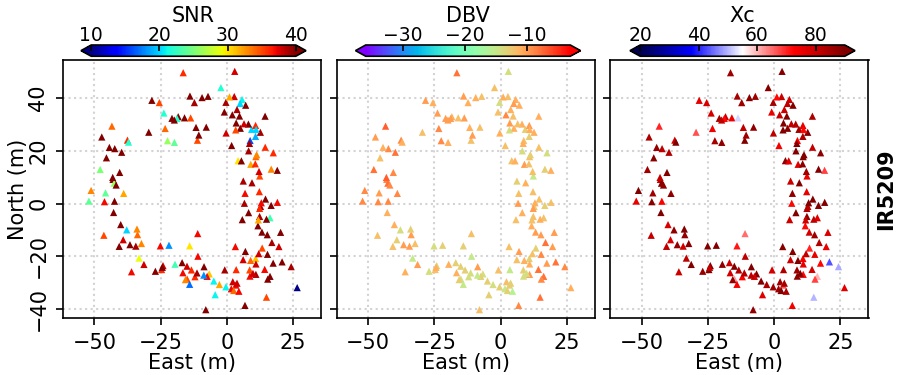 SNR DBV Xc
10 20 30 40 −30 −20 −10 20 40 60 80
40
20
0
−20
−40
North (m)
−50 −25 0 25 −50 −25 0 25 −50 −25 0 25
East (m) East (m) East (m)
IR5209